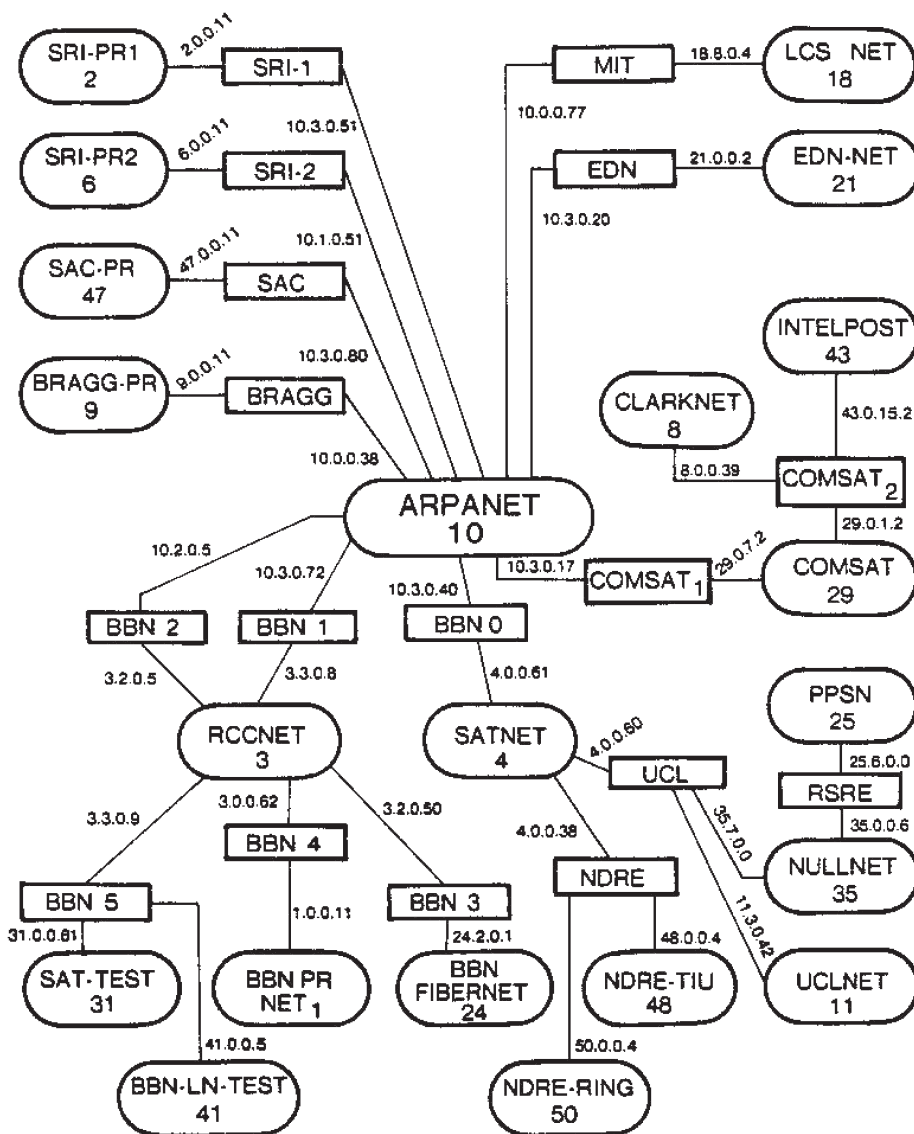 SRI-PR1
2
2.0.0.11
SRI-1
10.3.0.51
MIT
18.8.0.4
LCS NET
18
10.0.0.77
SRI-PR2
6
6.0.0.11
SRI-2
10.1.0.51
EDN
21.0.0.2
EDN-NET
21
10.3.0.20
SAC-PR
47
47.0.0.11
SAC
10.3.0.80
INTELPOST
43
BRAGG-PR
9
9.0.0.11
BRAGG
10.0.0.38
CLARKNET
8
43.0.15.2
8.0.0.39
COMSAT 2
ARPANET
10
29.0.1.2
10.2.0.5
10.3.0.72
10.3.0.40
10.3.0.17
COMSAT 1
29.0.7.2
COMSAT
29
BBN 2
BBN 1
BBN 0
3.2.0.5
3.3.0.8
4.0.0.61
PPSN
25
RCCNET
3
SATNET
4
4.0.0.60
UCL
25.6.0.0
RSRE
3.3.0.9
3.0.0.62
3.2.0.50
4.0.0.38
35.7.0.0
35.0.0.6
BBN 4
NDRE
NULLNET
35
BBN 5
BBN 3
31.0.0.61
1.0.0.11
24.2.0.1
48.0.0.4
11.3.0.42
SAT-TEST
31
BBN PR
NET 1
BBN
FIBERNET
24
NDRE-TIU
48
UCLNET
11
41.0.0.5
50.0.0.4
BBN-LN-TEST
41
NDRE-RING
50